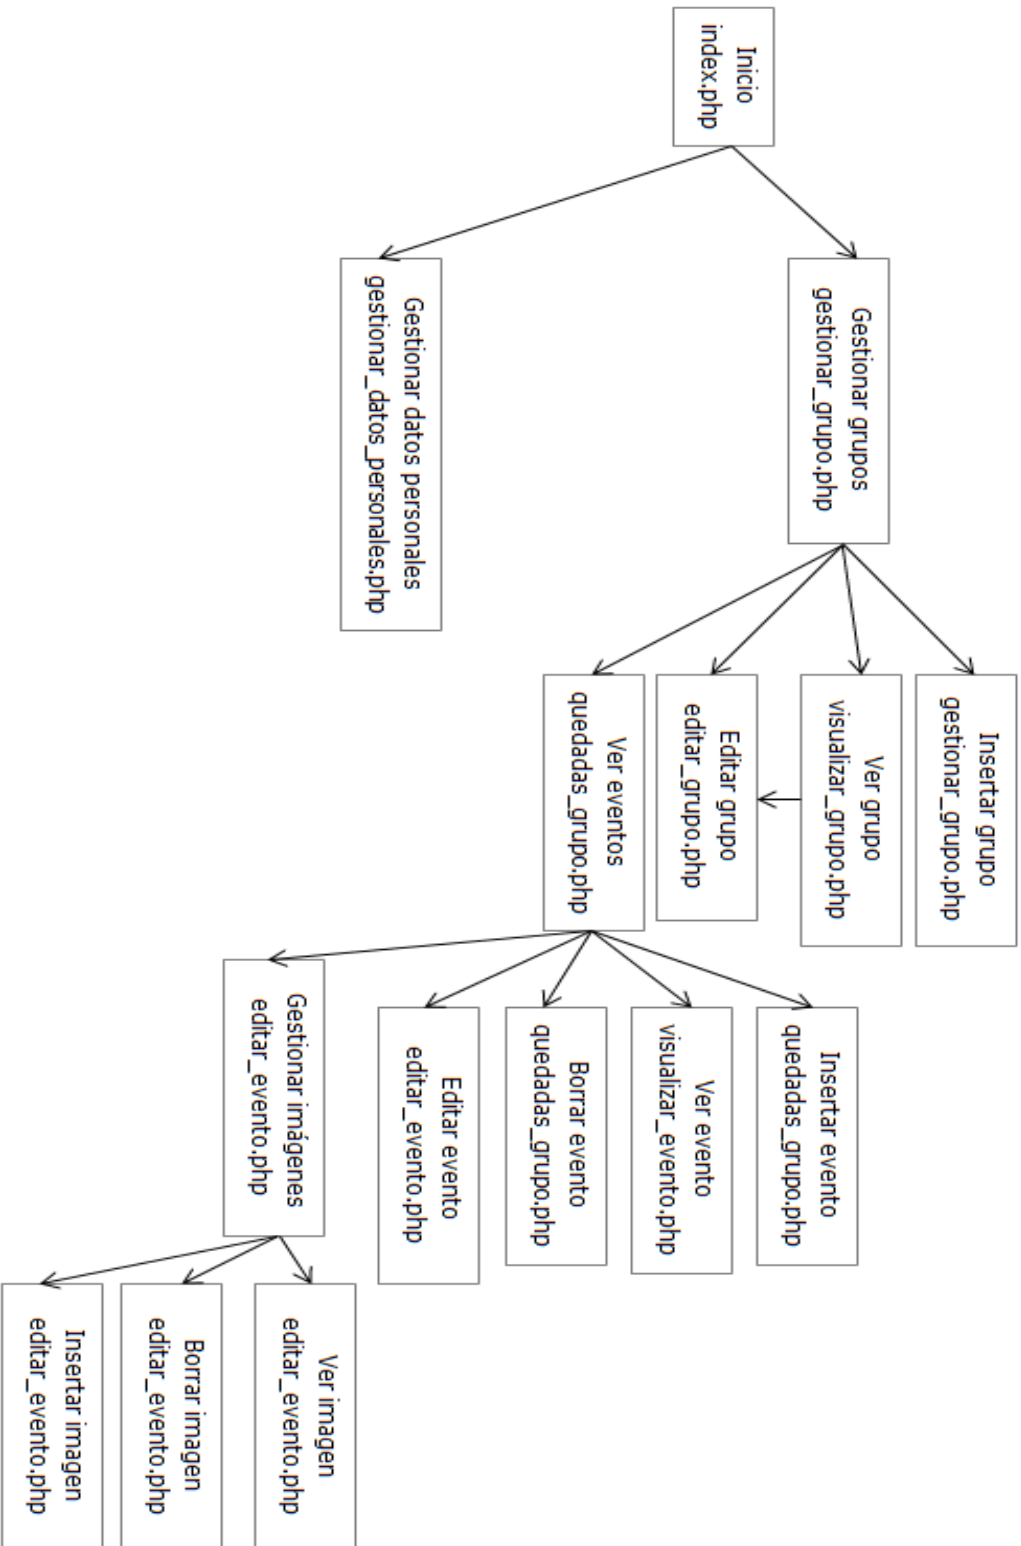 Inicio
index.php
Gestionar grupos
gestionar_grupo.php
Gestionar datos personales
gestionar_datos_personales.php
Insertar grupo
gestionar_grupo.php
Ver grupo
visualizar_grupo.php
Editar grupo
editar_grupo.php
Ver eventos
quedadas_grupo.php
Insertar evento
quedadas_grupo.php
Ver evento
visualizar_evento.php
Borrar evento
quedadas_grupo.php
Editar evento
editar_evento.php
Gestionar imágenes
editar_evento.php
Ver imagen
editar_evento.php
Borrar imagen
editar_evento.php
Insertar imagen
editar_evento.php